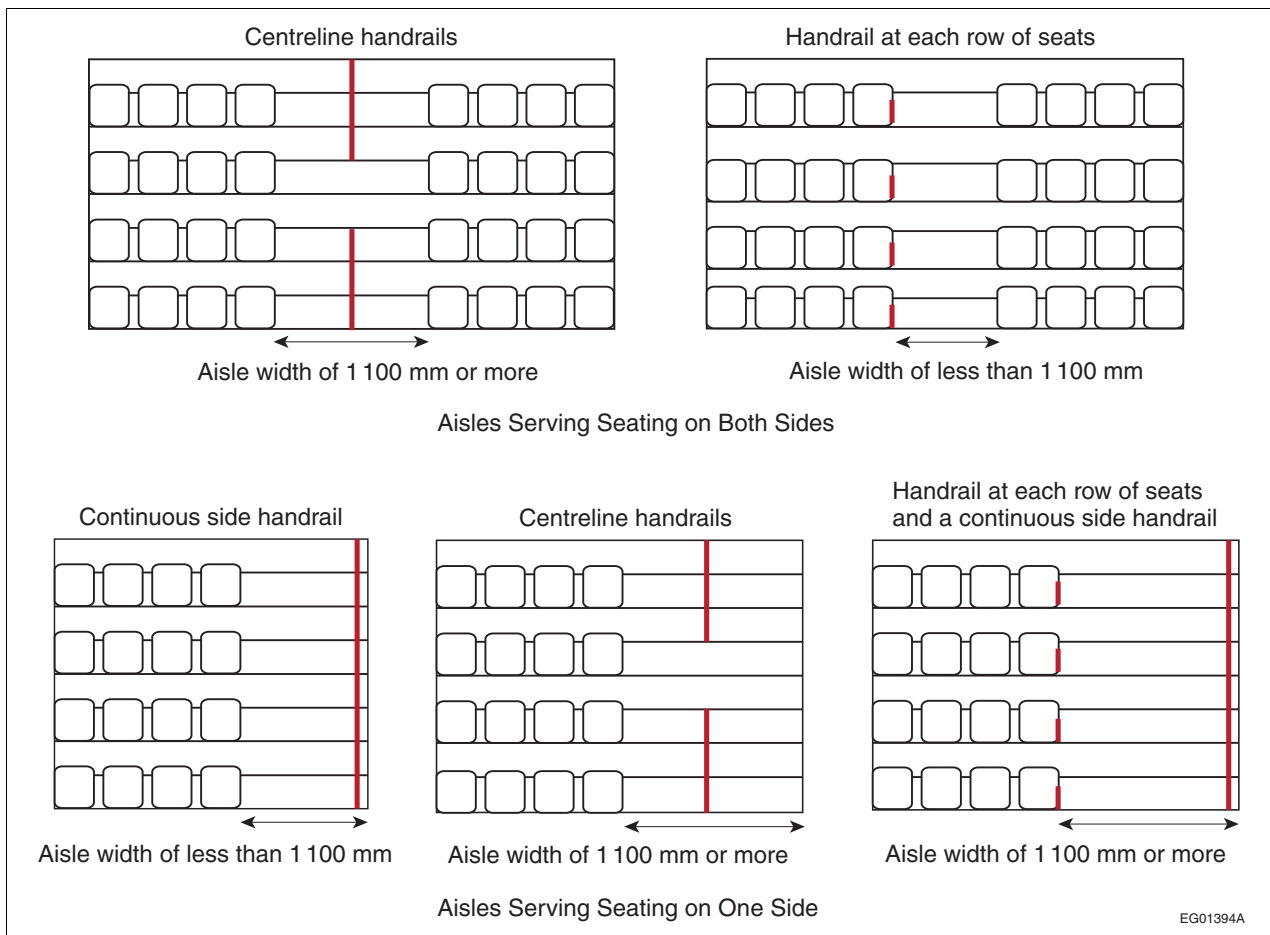 Centreline handrails
Handrail at each row of seats
Aisle width of 1 100 mm or more
Aisle width of less than 1 100 mm
Aisles Serving Seating on Both Sides
Continuous side handrail
Centreline handrails
Handrail at each row of seats
and a continuous side handrail
Aisle width of less than 1 100 mm
Aisle width of 1 100 mm or more
Aisle width of 1 100 mm or more
Aisles Serving Seating on One Side
EG01394A